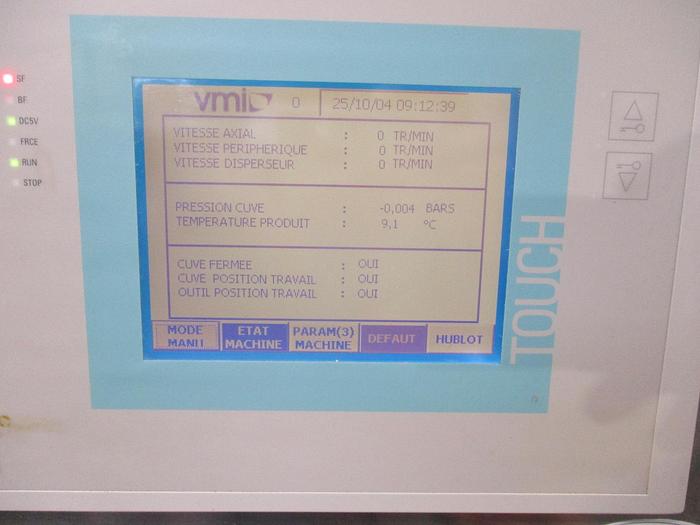 SF
BF
DC5V
FRCE
RUN
STOP
vmi 0 25/10/04 09:12:39
VITESSE AXIAL : 0 TR/MIN
VITESSE PERIPHERIQUE : 0 TR/MIN
VITESSE DISPERSEUR : 0 TR/MIN
PRESSION CUVE : -0,004 BARS
TEMPERATURE PRODUIT : 9,1 °C
CUVE FERMEE : OUI
CUVE POSITION TRAVAIL : OUI
OUTIL POSITION TRAVAIL : OUI
MODE MANU
ETAT MACHINE
PARAM(3) MACHINE
DEFAUT
HUBLOT
TOUCH